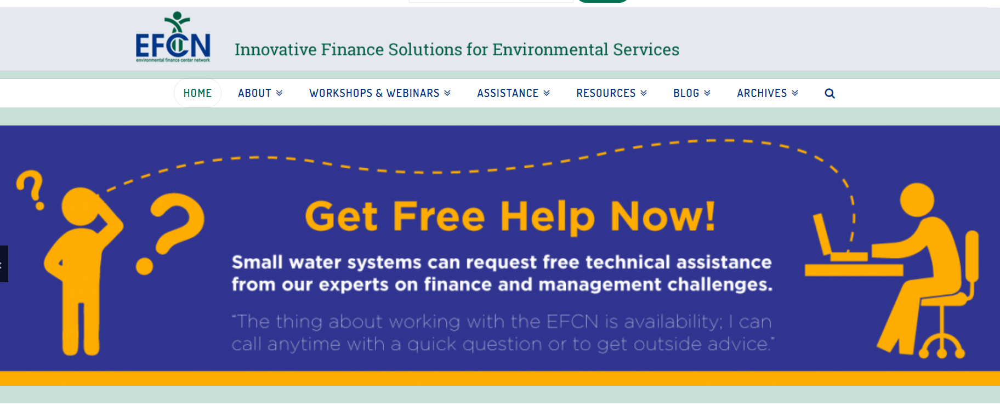 EFCN
environmental finance center network
Innovative Finance Solutions for Environmental Services
HOME ABOUT WORKSHOPS & WEBINARS ASSISTANCE RESOURCES BLOG ARCHIVES
Get Free Help Now!
Small water systems can request free technical assistance
from our experts on finance and management challenges.
“The thing about working with the EFCN is availability; I can
call anytime with a quick question or to get outside advice.”